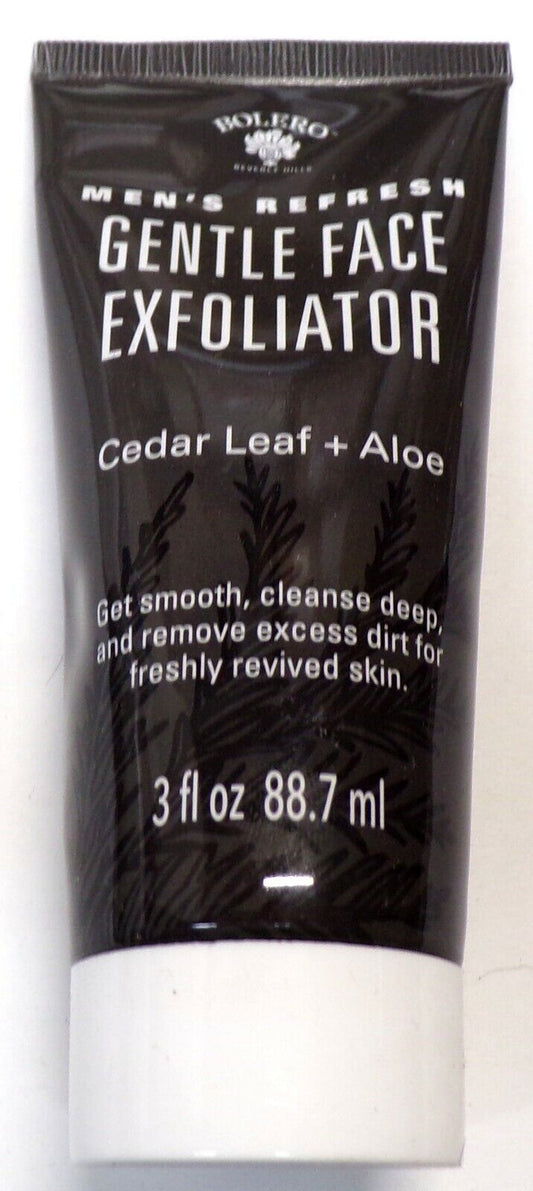 BOLERO™
BEVERLY HILLS
MEN'S REFRESH
GENTLE FACE
EXFOLIATOR
Cedar Leaf + Aloe
Get smooth, cleanse deep,
and remove excess dirt for
freshly revived skin.
3 fl oz 88.7 ml